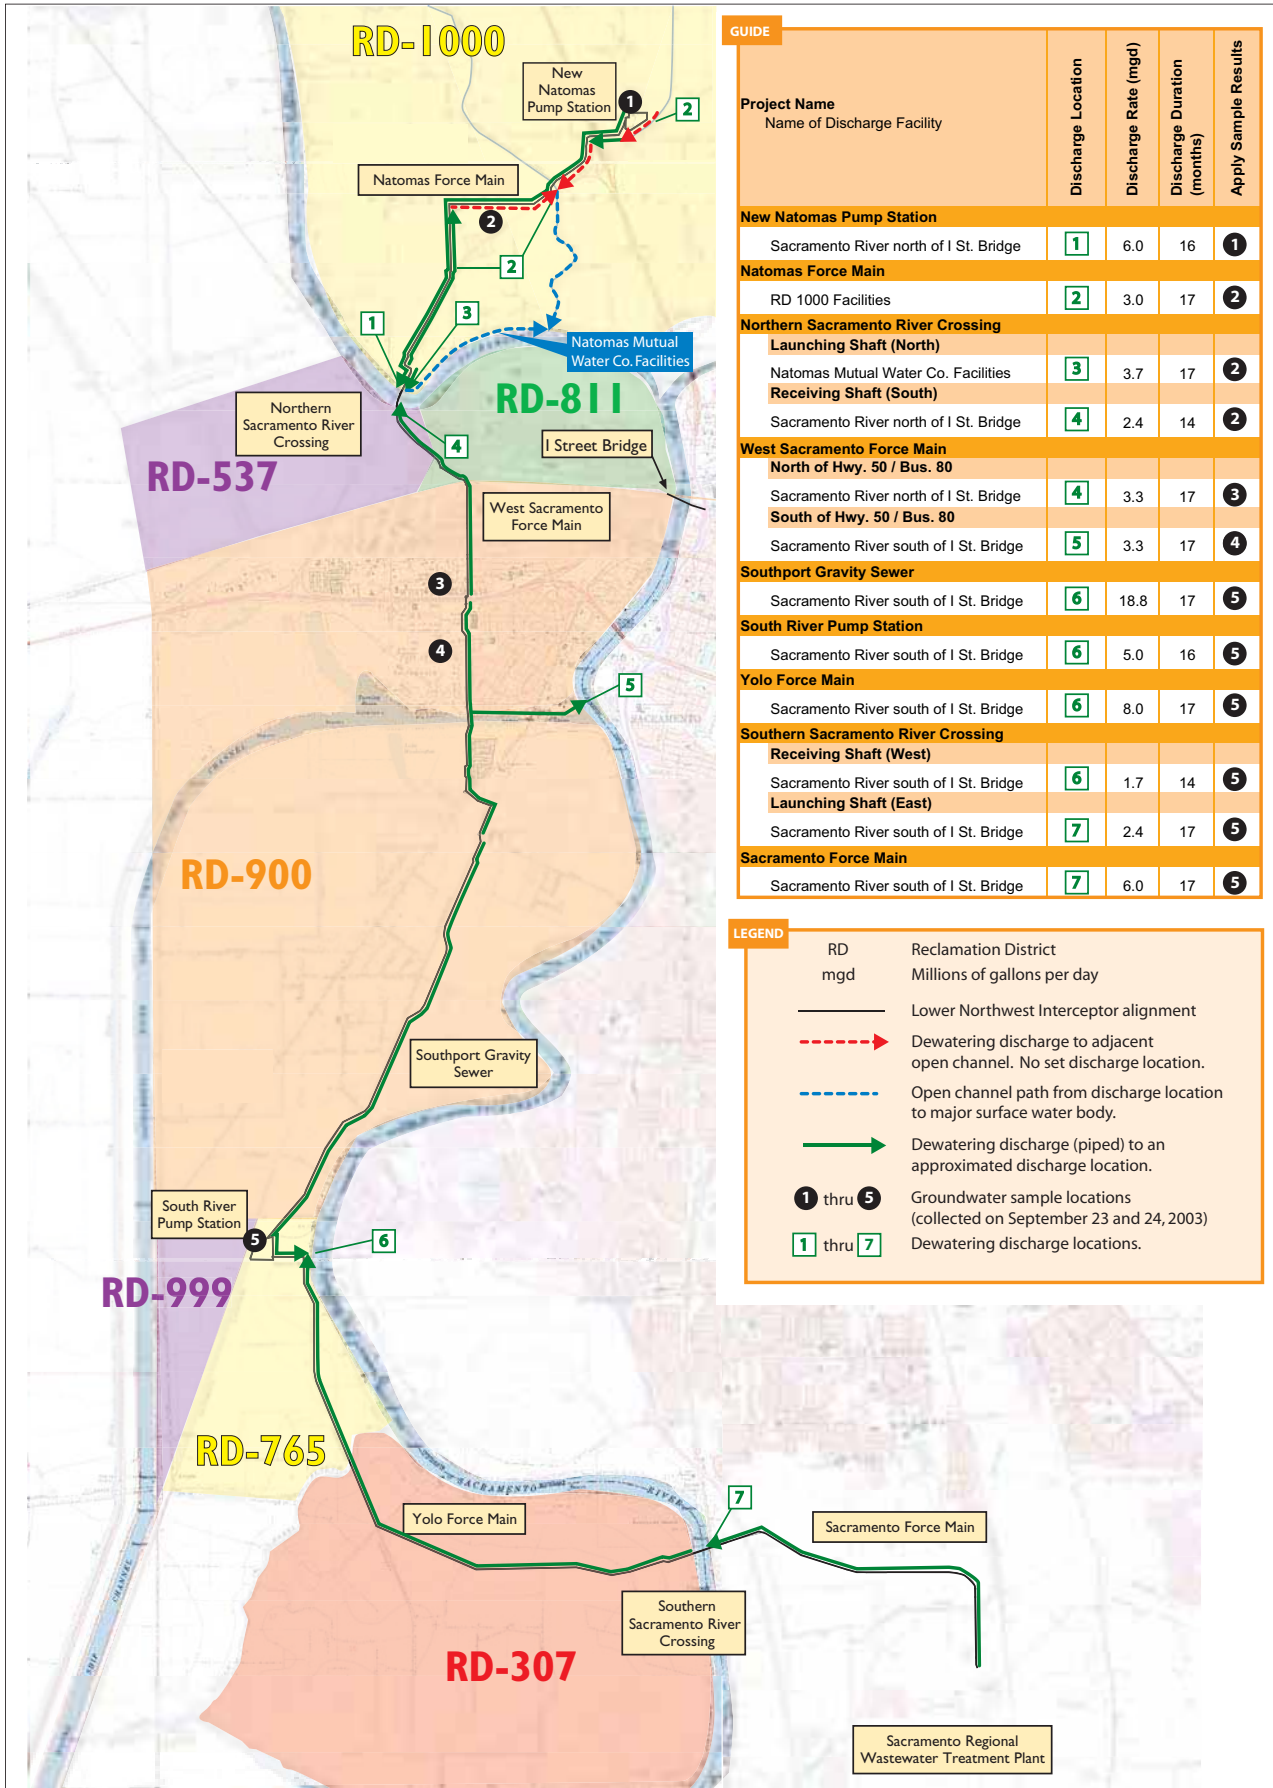 RD-1000
New
Natomas
Pump Station
1
2
Natomas Force Main
2
2
1
3
Natomas Mutual
Water Co. Facilities
RD-811
Northern
Sacramento River
Crossing
4
I Street Bridge
RD-537
West Sacramento
Force Main
3
4
5
SACRAMENTO
CHANNEL
RD-900
Southport Gravity
Sewer
South River
Pump Station
5
6
RD-999
RD-765
SACRAMENTO
RIVER
7
Yolo Force Main
Sacramento Force Main
CHANNEL
SHIP
Southern
Sacramento River
Crossing
RD-307
Sacramento Regional
Wastewater Treatment Plant
GUIDE
Project Name
Name of Discharge Facility
Discharge Location
Discharge Rate (mgd)
Discharge Duration
(months)
Apply Sample Results
New Natomas Pump Station
Sacramento River north of I St. Bridge 1 6.0 16 1
Natomas Force Main
RD 1000 Facilities 2 3.0 17 2
Northern Sacramento River Crossing
Launching Shaft (North)
Natomas Mutual Water Co. Facilities 3 3.7 17 2
Receiving Shaft (South)
Sacramento River north of I St. Bridge 4 2.4 14 2
West Sacramento Force Main
North of Hwy. 50 / Bus. 80
Sacramento River north of I St. Bridge 4 3.3 17 3
South of Hwy. 50 / Bus. 80
Sacramento River south of I St. Bridge 5 3.3 17 4
Southport Gravity Sewer
Sacramento River south of I St. Bridge 6 18.8 17 5
South River Pump Station
Sacramento River south of I St. Bridge 6 5.0 16 5
Yolo Force Main
Sacramento River south of I St. Bridge 6 8.0 17 5
Southern Sacramento River Crossing
Receiving Shaft (West)
Sacramento River south of I St. Bridge 6 1.7 14 5
Launching Shaft (East)
Sacramento River south of I St. Bridge 7 2.4 17 5
Sacramento Force Main
Sacramento River south of I St. Bridge 7 6.0 17 5
LEGEND
RD Reclamation District
mgd Millions of gallons per day
Lower Northwest Interceptor alignment
Dewatering discharge to adjacent
open channel. No set discharge location.
Open channel path from discharge location
to major surface water body.
Dewatering discharge (piped) to an
approximated discharge location.
1 thru 5 Groundwater sample locations
(collected on September 23 and 24, 2003)
1 thru 7 Dewatering discharge locations.